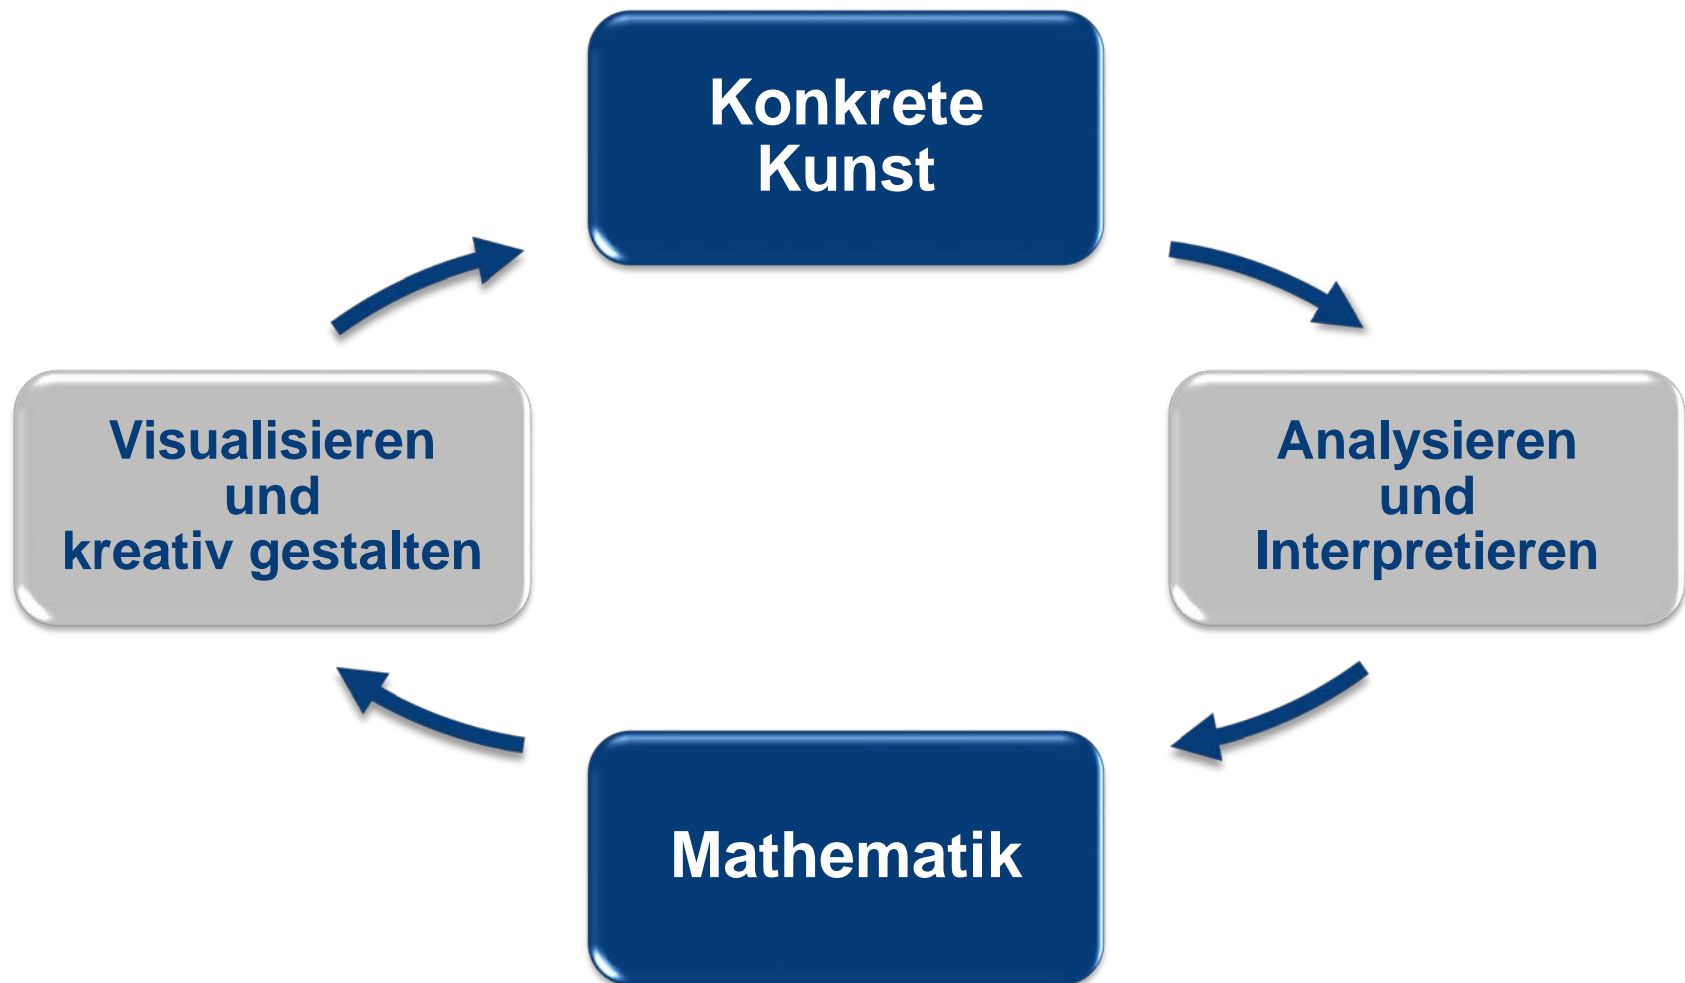 Konkrete
Kunst
Visualisieren
und
kreativ gestalten
Analysieren
und
Interpretieren
Mathematik